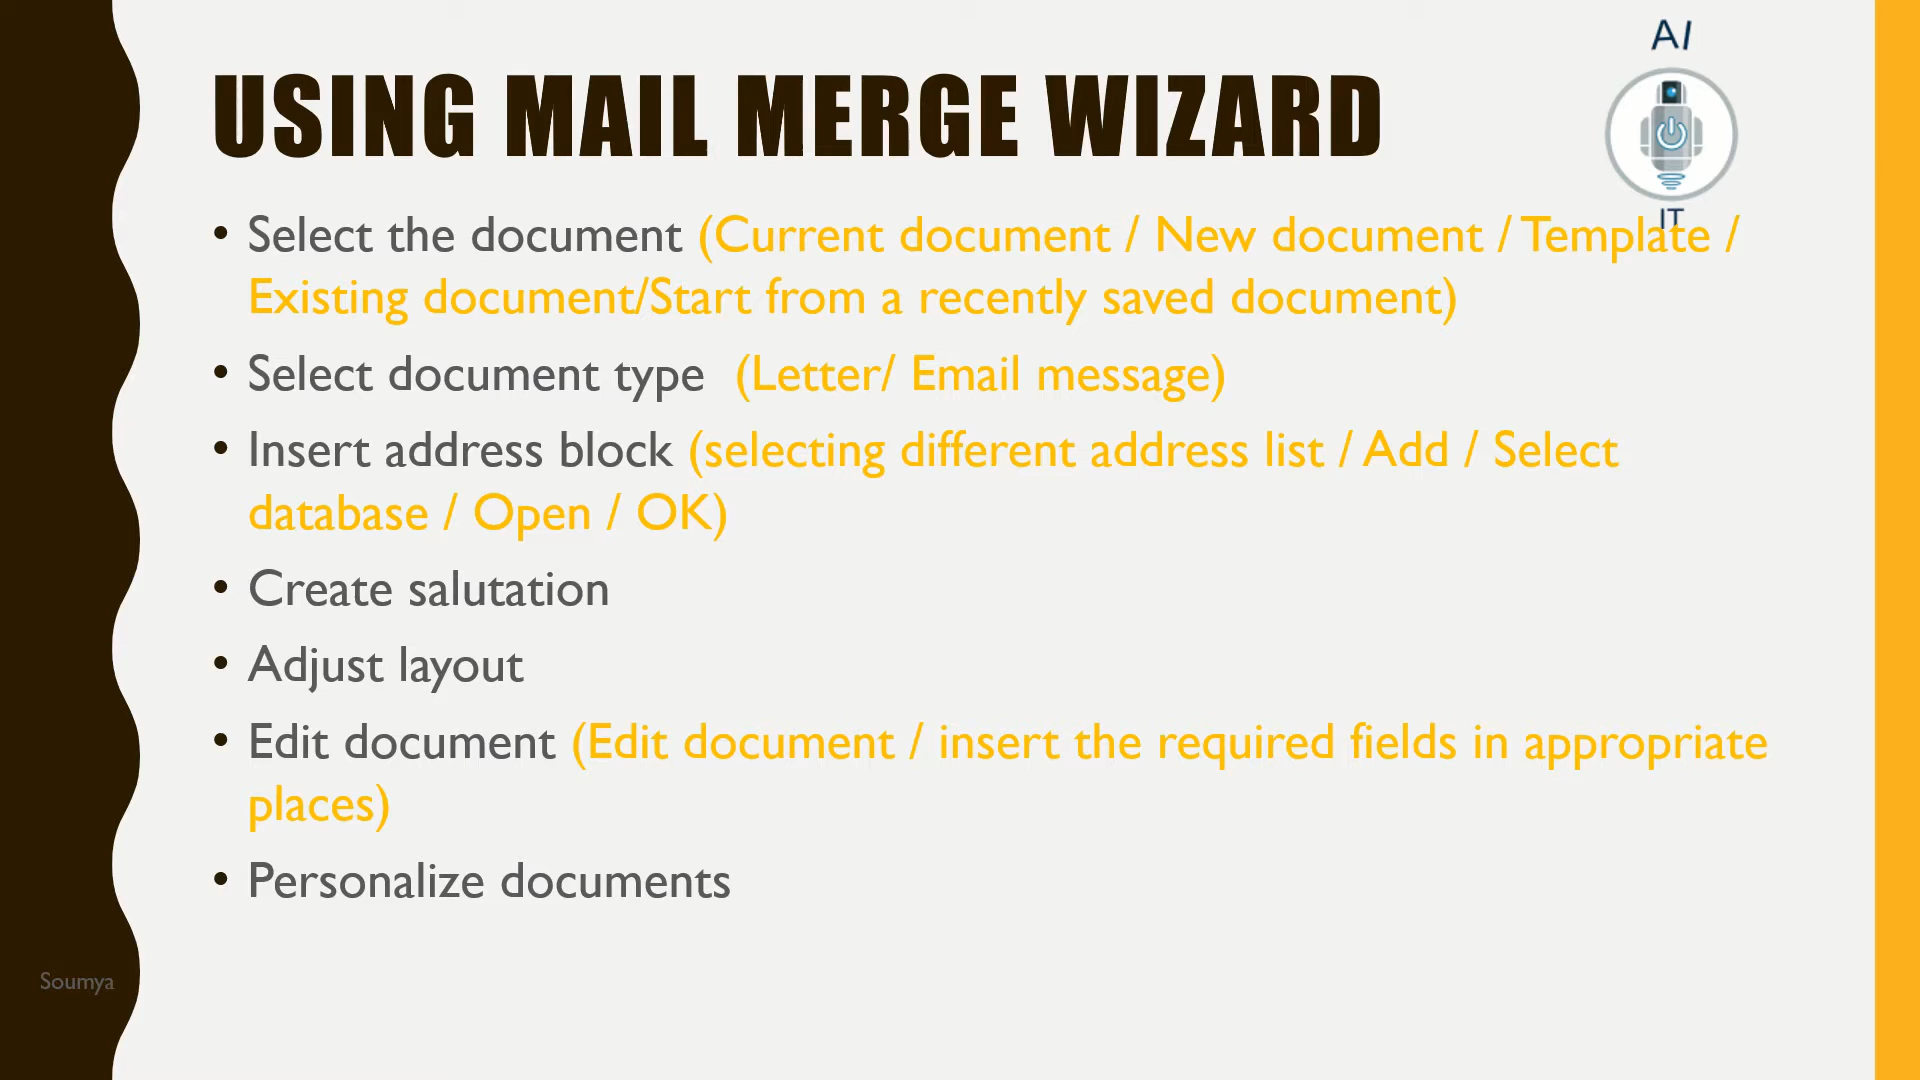 AI
USING MAIL MERGE WIZARD
IT
• Select the document (Current document / New document / Template /
Existing document/Start from a recently saved document)
• Select document type (Letter/ Email message)
• Insert address block (selecting different address list / Add / Select
database / Open / OK)
• Create salutation
• Adjust layout
• Edit document (Edit document / insert the required fields in appropriate
places)
• Personalize documents
Soumya